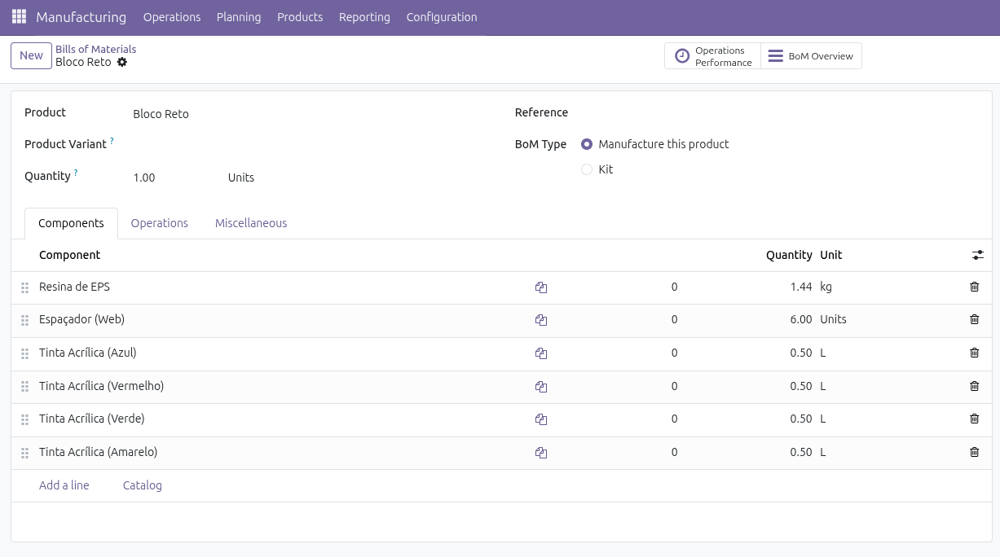 Manufacturing Operations Planning Products Reporting Configuration
New
Bills of Materials
Bloco Reto
Operations Performance
BoM Overview
Product Bloco Reto
Product Variant ?
Quantity ? 1.00 Units
Reference
BoM Type Manufacture this product
Kit
Components Operations Miscellaneous
Component Quantity Unit
Resina de EPS 0 1.44 kg
Espaçador (Web) 0 6.00 Units
Tinta Acrílica (Azul) 0 0.50 L
Tinta Acrílica (Vermelho) 0 0.50 L
Tinta Acrílica (Verde) 0 0.50 L
Tinta Acrílica (Amarelo) 0 0.50 L
Add a line Catalog